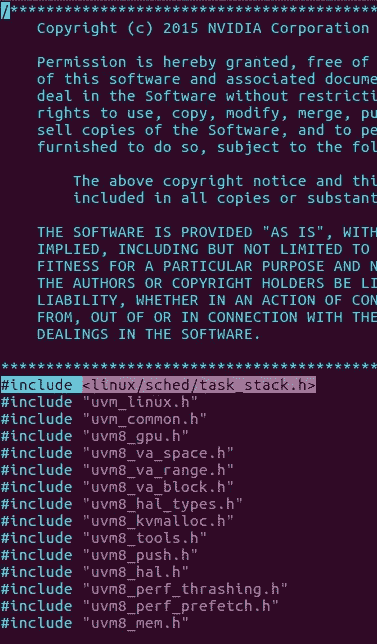 /******************************************
Copyright (c) 2015 NVIDIA Corporation
Permission is hereby granted, free of
of this software and associated docume
deal in the Software without restricti
rights to use, copy, modify, merge, pu
sell copies of the Software, and to pe
furnished to do so, subject to the fol
The above copyright notice and thi
included in all copies or substant
THE SOFTWARE IS PROVIDED "AS IS", WITH
IMPLIED, INCLUDING BUT NOT LIMITED TO
FITNESS FOR A PARTICULAR PURPOSE AND N
THE AUTHORS OR COPYRIGHT HOLDERS BE LI
LIABILITY, WHETHER IN AN ACTION OF CON
FROM, OUT OF OR IN CONNECTION WITH THE
DEALINGS IN THE SOFTWARE.
******************************************
#include <linux/sched/task_stack.h>
#include "uvm_linux.h"
#include "uvm_common.h"
#include "uvm8_gpu.h"
#include "uvm8_va_space.h"
#include "uvm8_va_range.h"
#include "uvm8_va_block.h"
#include "uvm8_hal_types.h"
#include "uvm8_kvmalloc.h"
#include "uvm8_tools.h"
#include "uvm8_push.h"
#include "uvm8_hal.h"
#include "uvm8_perf_thrashing.h"
#include "uvm8_perf_prefetch.h"
#include "uvm8_mem.h"